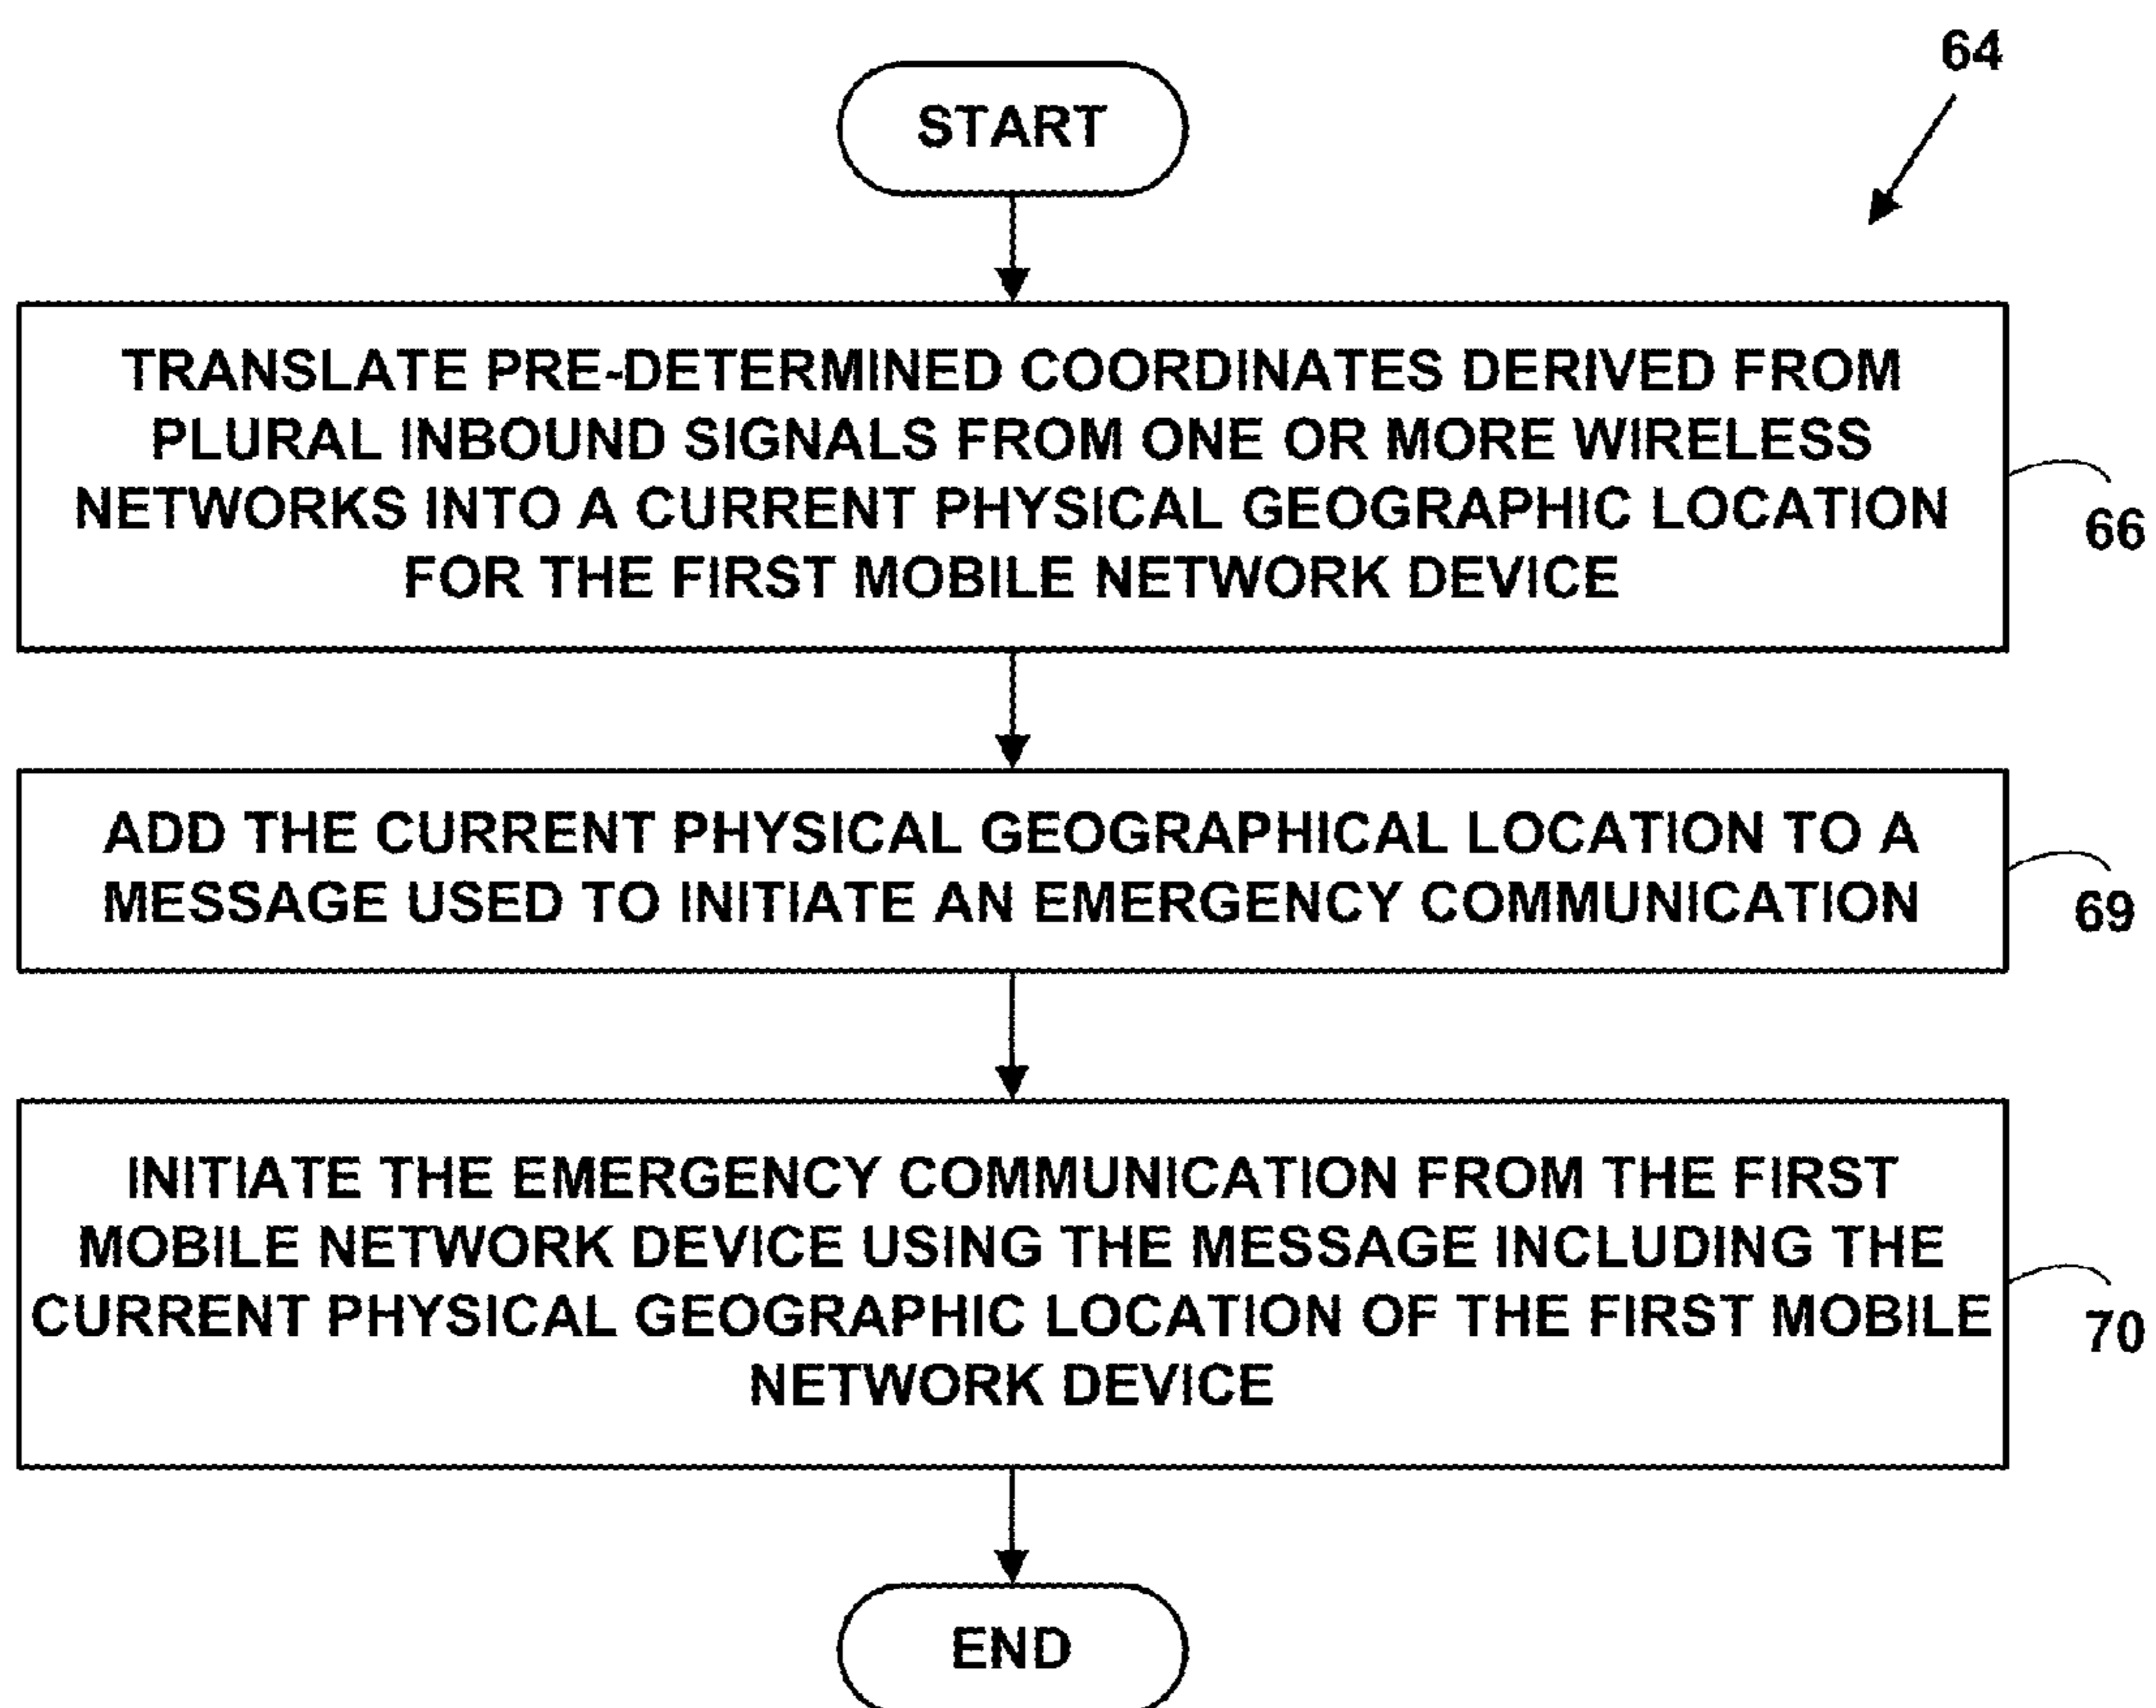 64
START
TRANSLATE PRE-DETERMINED COORDINATES DERIVED FROM
PLURAL INBOUND SIGNALS FROM ONE OR MORE WIRELESS
NETWORKS INTO A CURRENT PHYSICAL GEOGRAPHIC LOCATION
FOR THE FIRST MOBILE NETWORK DEVICE
66
ADD THE CURRENT PHYSICAL GEOGRAPHICAL LOCATION TO A
MESSAGE USED TO INITIATE AN EMERGENCY COMMUNICATION
69
INITIATE THE EMERGENCY COMMUNICATION FROM THE FIRST
MOBILE NETWORK DEVICE USING THE MESSAGE INCLUDING THE
CURRENT PHYSICAL GEOGRAPHIC LOCATION OF THE FIRST MOBILE
NETWORK DEVICE
70
END